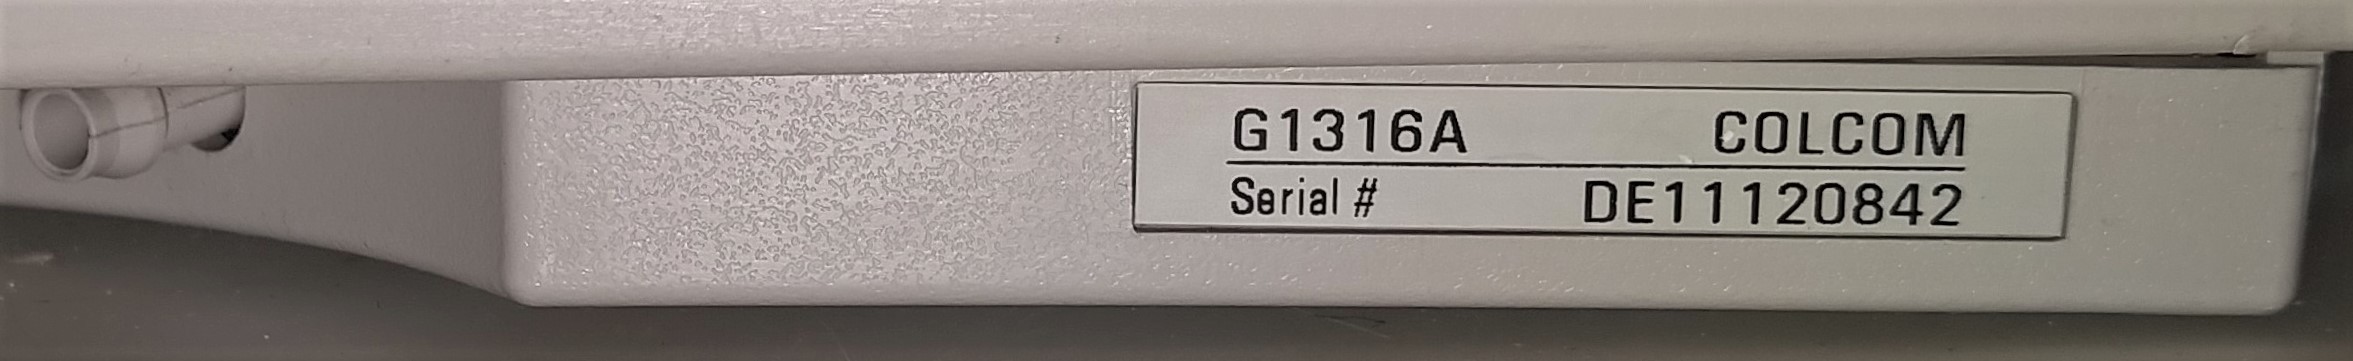 G1316A COLCOM
Serial # DE11120842